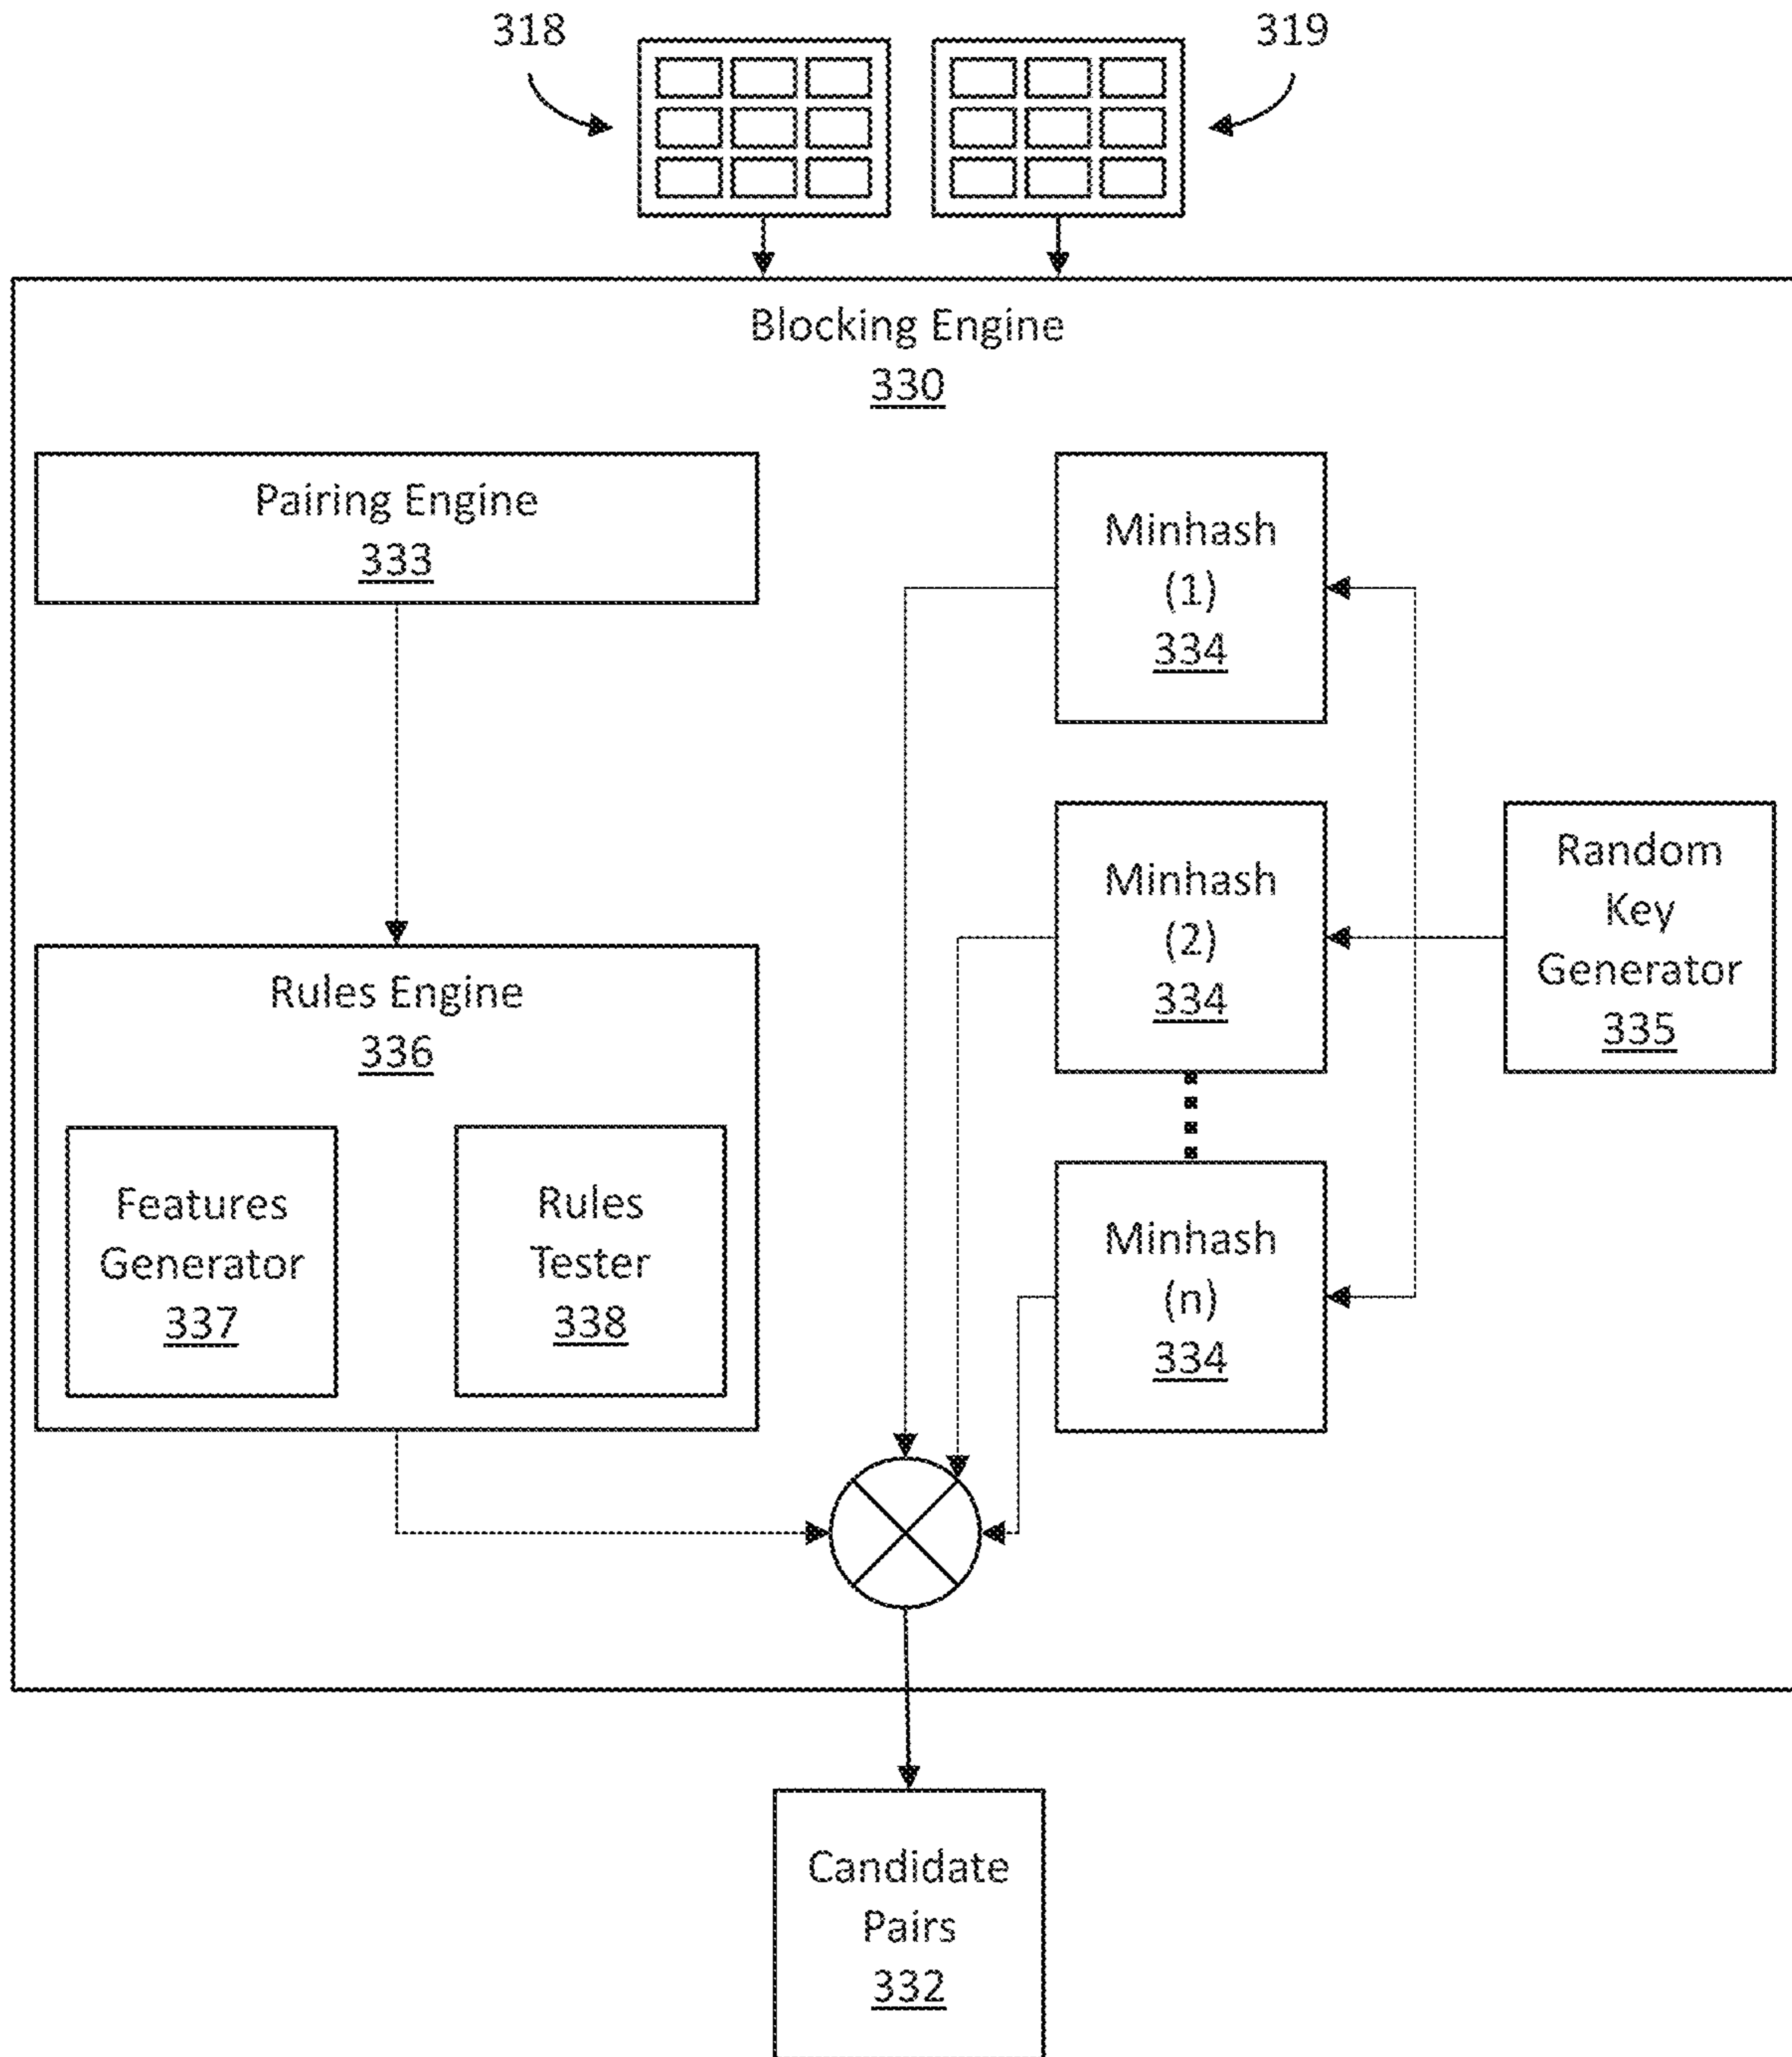 318
319
Blocking Engine
330
Pairing Engine
333
Minhash
(1)
334
Minhash
(2)
334
Random
Key
Generator
335
Rules Engine
336
Features
Generator
337
Rules
Tester
338
Minhash
(n)
334
Candidate
Pairs
332